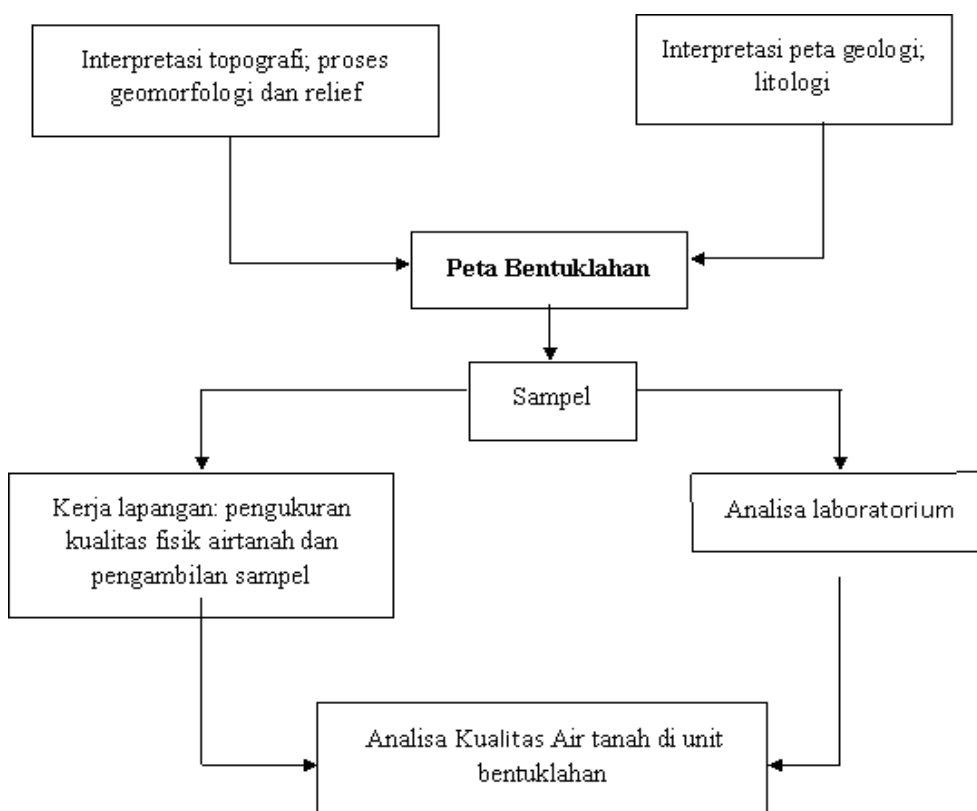 Interpretasi topografi; proses
geomorfologi dan relief
Interpretasi peta geologi;
litologi
Peta Bentuklahan
Sampel
Kerja lapangan: pengukuran
kualitas fisik airtanah dan
pengambilan sampel
Analisa laboratorium
Analisa Kualitas Air tanah di unit
bentuklahan